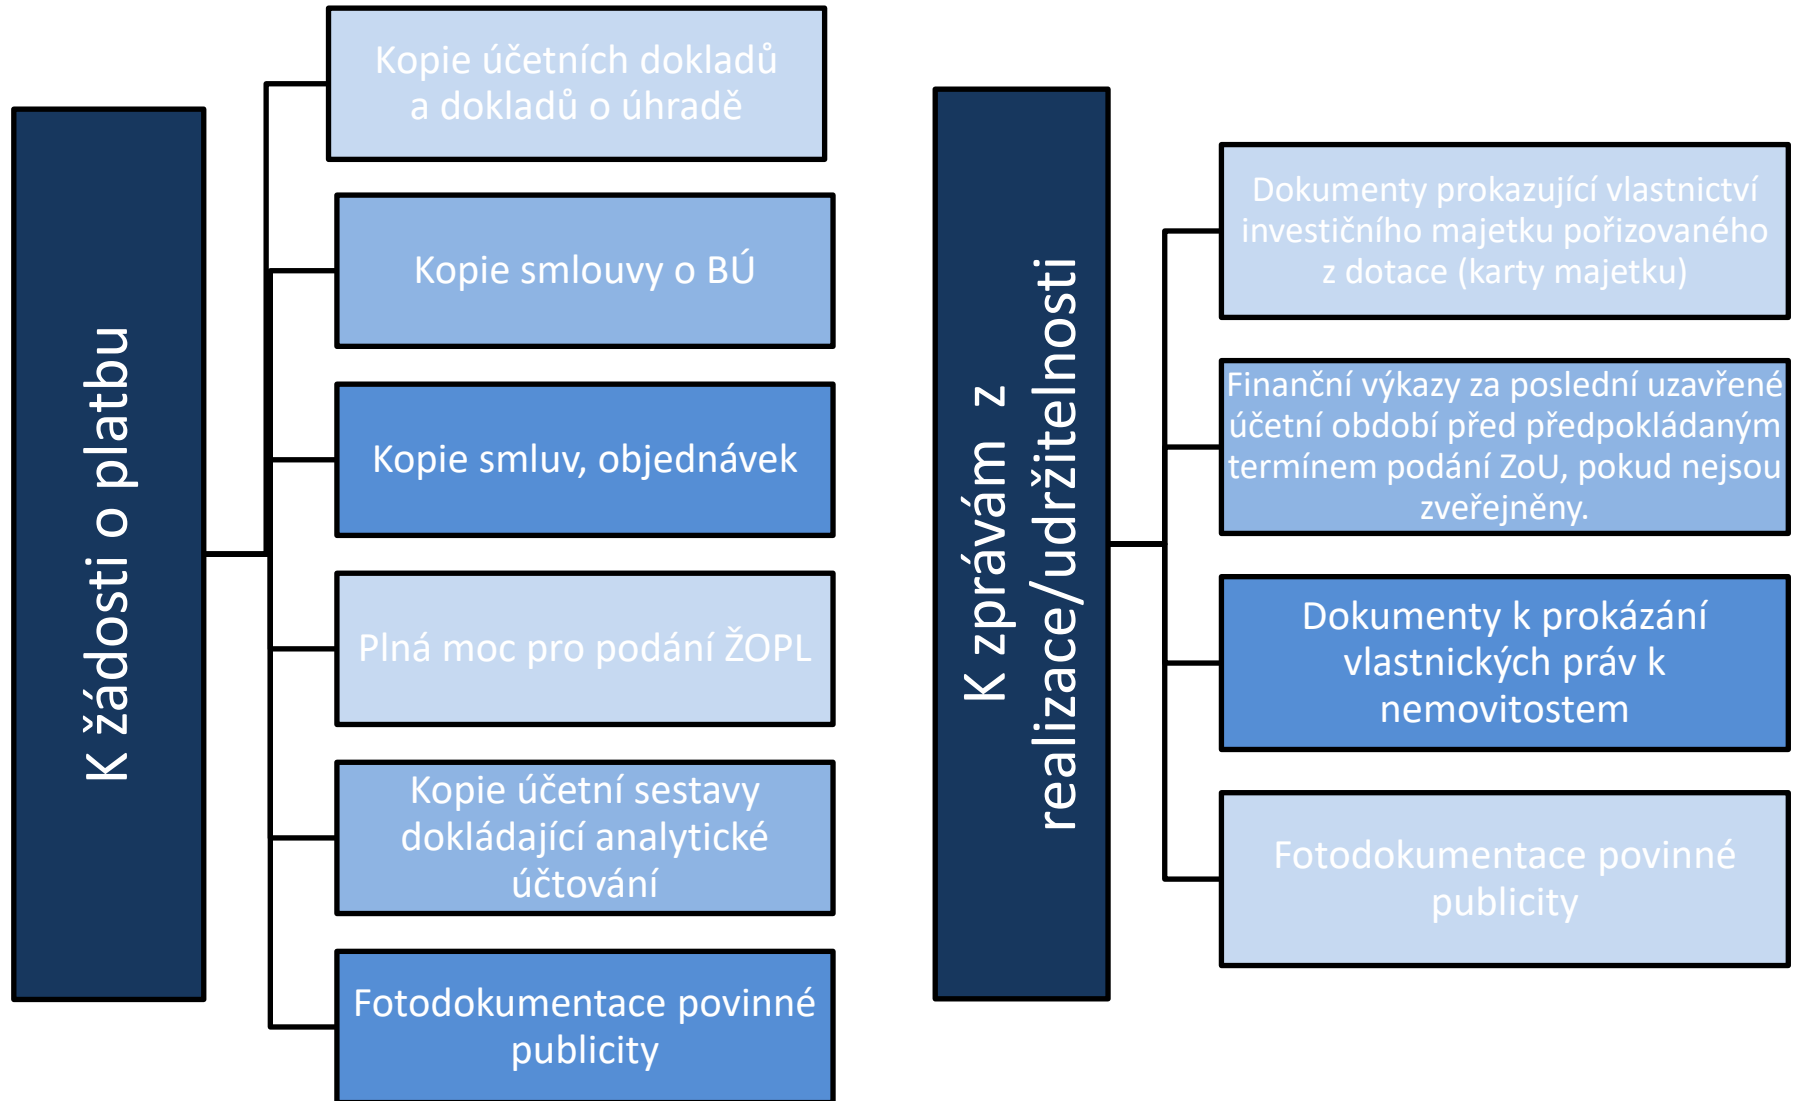 K žádosti o platbu
Kopie účetních dokladů
a dokladů o úhradě
Kopie smlouvy o BÚ
Kopie smluv, objednávek
Plná moc pro podání ŽOPL
Kopie účetní sestavy
dokládající analytické
účtování
Fotodokumentace povinné
publicity
K zprávám z
realizace/udržitelnosti
Dokumenty prokazující vlastnictví
investičního majetku pořizovaného
z dotace (karty majetku)
Finanční výkazy za poslední uzavřené
účetní období před předpokládaným
termínem podání ZoU, pokud nejsou
zveřejněny.
Dokumenty k prokázání
vlastnických práv k
nemovitostem
Fotodokumentace povinné
publicity